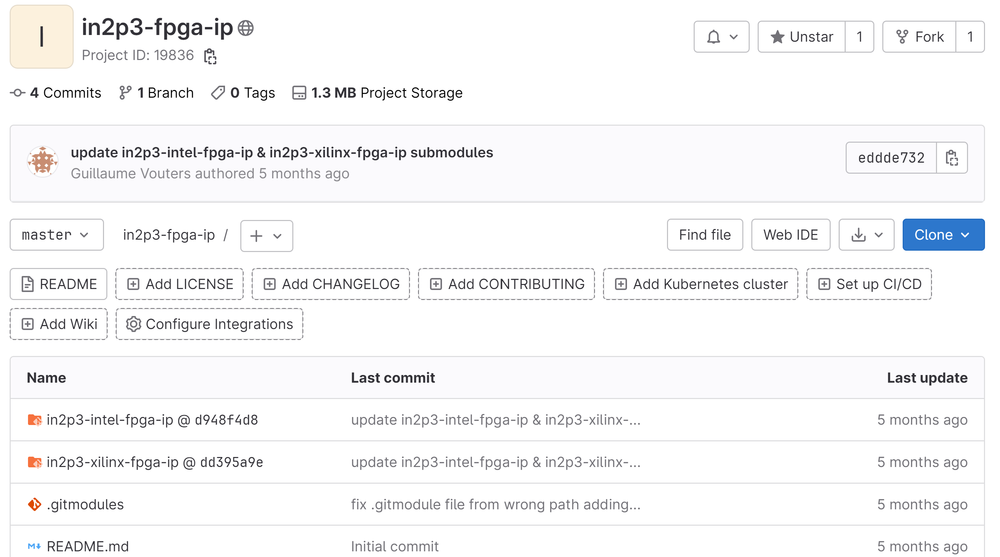 I
in2p3-fpga-ip
Project ID: 19836
Unstar 1
Fork 1
4 Commits 1 Branch 0 Tags 1.3 MB Project Storage
update in2p3-intel-fpga-ip & in2p3-xilinx-fpga-ip submodules
Guillaume Vouters authored 5 months ago
eddde732
master in2p3-fpga-ip / Find file Web IDE Clone
README Add LICENSE Add CHANGELOG Add CONTRIBUTING Add Kubernetes cluster Set up CI/CD
Add Wiki Configure Integrations
Name Last commit Last update
in2p3-intel-fpga-ip @ d948f4d8 update in2p3-intel-fpga-ip & in2p3-xilinx-... 5 months ago
in2p3-xilinx-fpga-ip @ dd395a9e update in2p3-intel-fpga-ip & in2p3-xilinx-... 5 months ago
.gitmodules fix .gitmodule file from wrong path adding... 5 months ago
README.md Initial commit 5 months ago